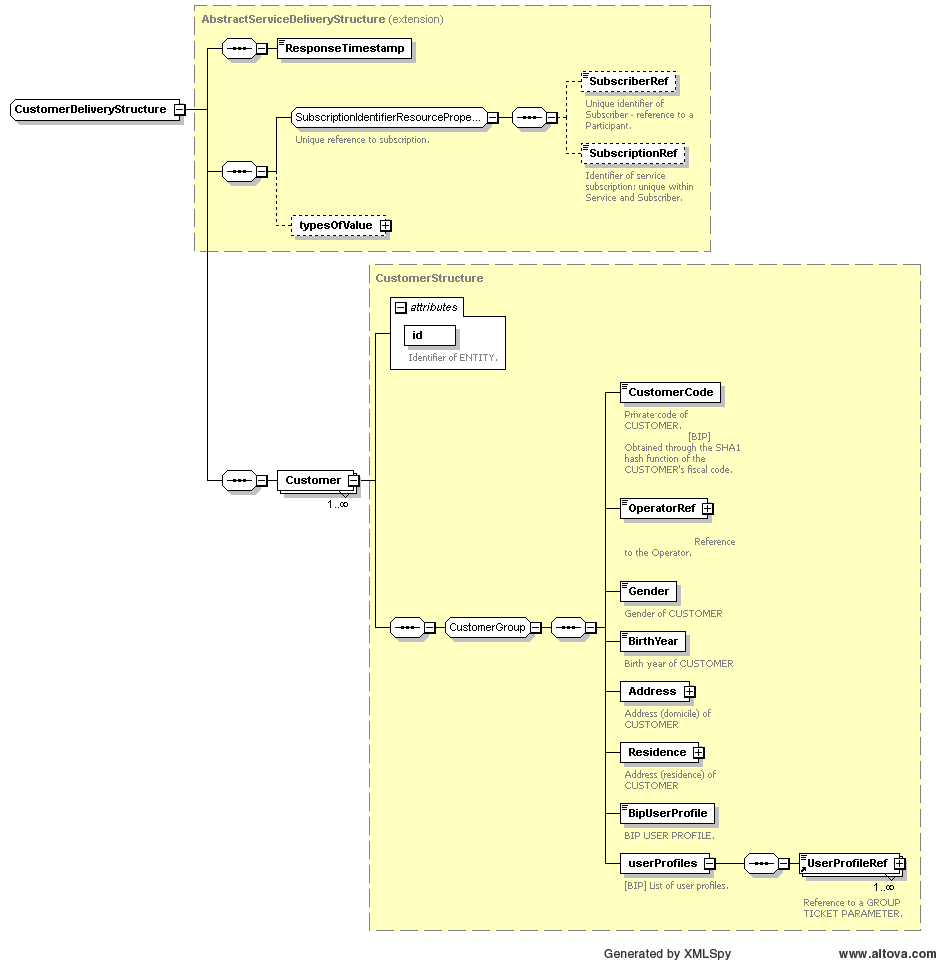 AbstractServiceDeliveryStructure (extension)
ResponseTimestamp
CustomerDeliveryStructure
SubscriptionIdentifierResourcePrope...
Unique reference to subscription.
SubscriberRef
Unique identifier of
Subscriber - reference to a
Participant.
SubscriptionRef
Identifier of service
subscription: unique within
Service and Subscriber.
typesOfValue
CustomerStructure
attributes
id
Identifier of ENTITY.
Customer
1..∞
CustomerGroup
CustomerCode
Private code of
CUSTOMER.
[BIP]
Obtained through the SHA1
hash function of the
CUSTOMER's fiscal code.
OperatorRef
Reference
to the Operator.
Gender
Gender of CUSTOMER
BirthYear
Birth year of CUSTOMER
Address
Address (domicile) of
CUSTOMER
Residence
Address (residence) of
CUSTOMER
BipUserProfile
BIP USER PROFILE.
userProfiles
[BIP] List of user profiles.
UserProfileRef
1..∞
Reference to a GROUP
TICKET PARAMETER.
Generated by XMLSpy
www.altova.com